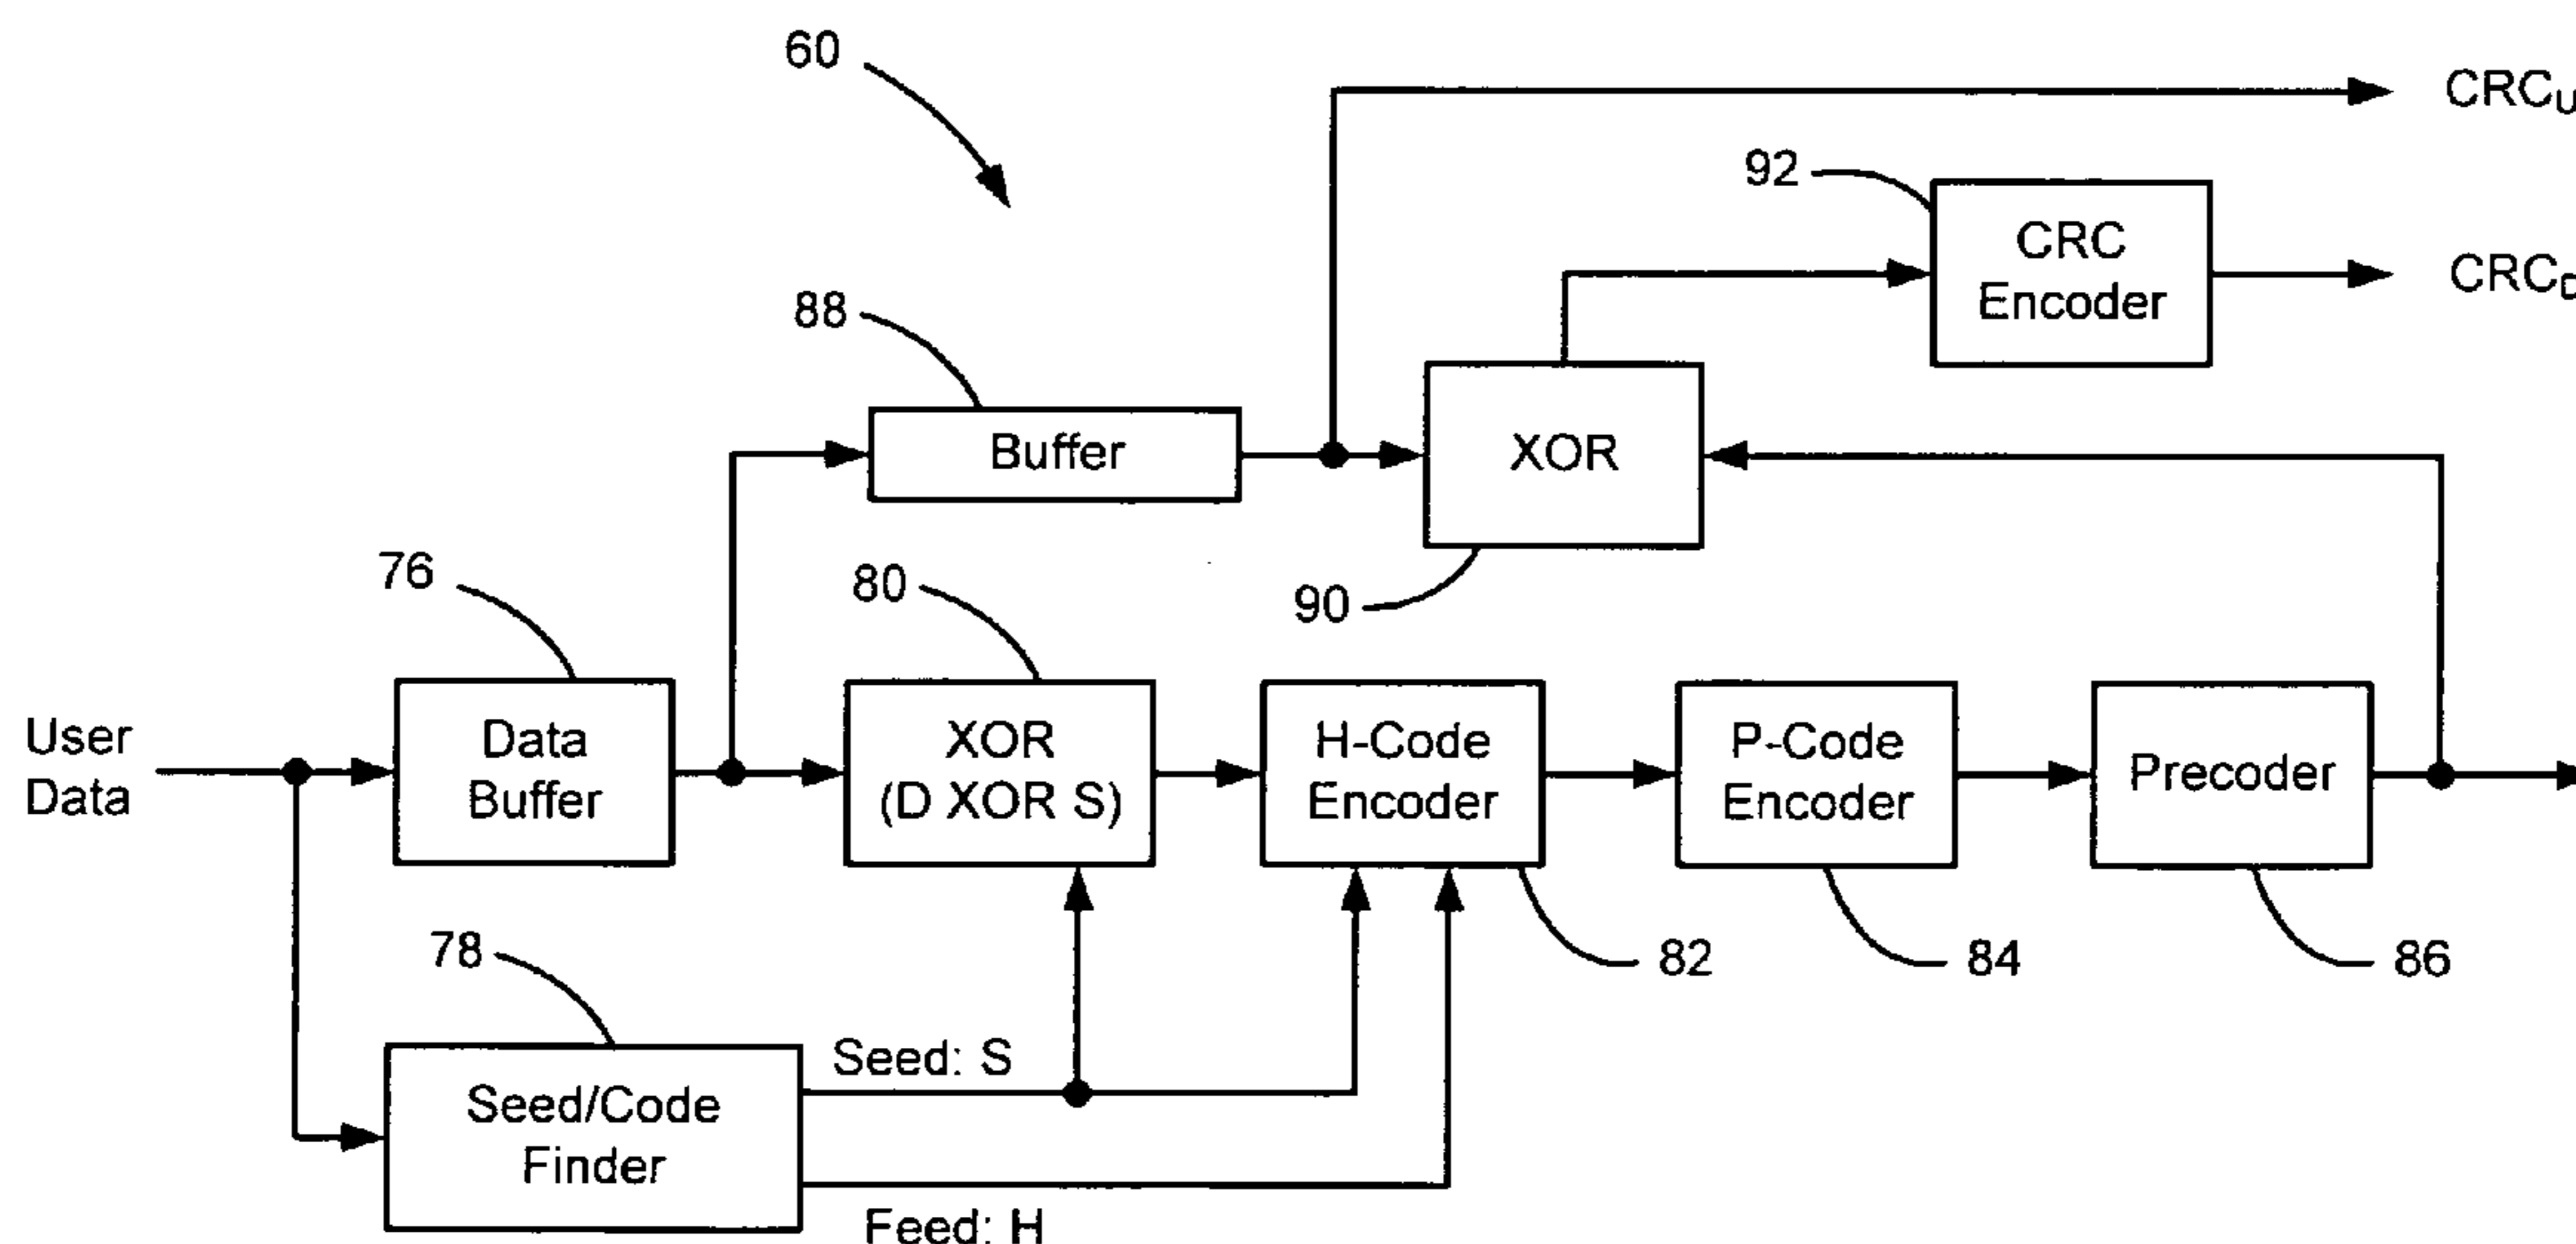 60
CRCU
92
CRC
Encoder
CRCD
88
Buffer
XOR
90
76
80
User
Data
Data
Buffer
XOR
(D XOR S)
H-Code
Encoder
P-Code
Encoder
Precoder
78
82
84
86
Seed: S
Seed/Code
Finder
Feed: H